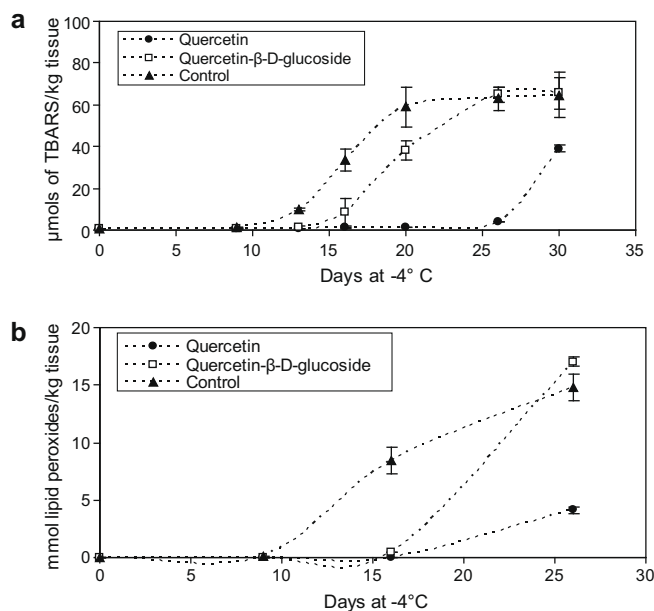 a
μmols of TBARS/kg tissue
100
80
60
40
20
0
Quercetin
Quercetin-β-D-glucoside
Control
0 5 10 15 20 25 30 35
Days at -4° C
b
mmol lipid peroxides/kg tissue
20
15
10
5
0
Quercetin
Quercetin-β-D-glucoside
Control
0 5 10 15 20 25 30
Days at -4°C